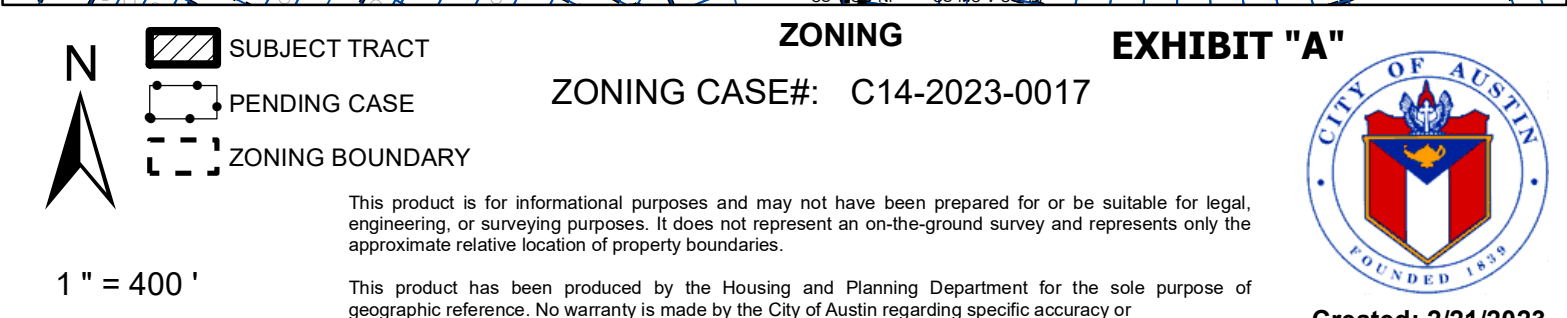 ZONING
EXHIBIT "A"
N
SUBJECT TRACT
ZONING CASE#: C14-2023-0017
PENDING CASE
ZONING BOUNDARY
CITY OF AUSTIN
FOUNDED 1839
This product is for informational purposes and may not have been prepared for or be suitable for legal,
engineering, or surveying purposes. It does not represent an on-the-ground survey and represents only the
approximate relative location of property boundaries.
1 " = 400 '
This product has been produced by the Housing and Planning Department for the sole purpose of
geographic reference. No warranty is made by the City of Austin regarding specific accuracy or
Created: 2/21/2023